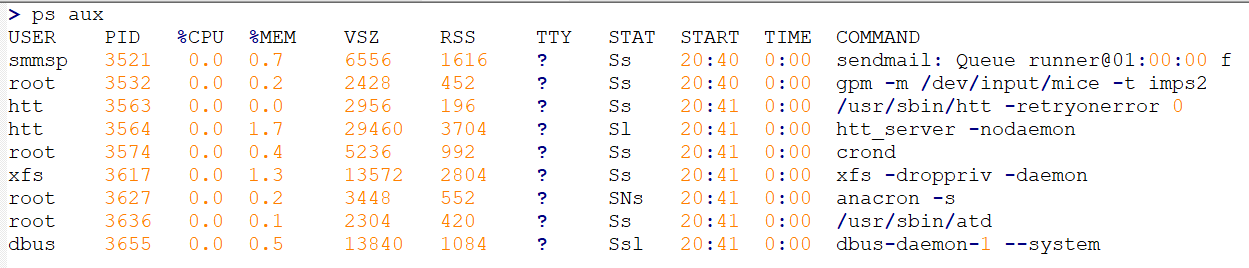 > ps aux
USER PID %CPU %MEM VSZ RSS TTY STAT START TIME COMMAND
smmsp 3521 0.0 0.7 6556 1616 ? Ss 20:40 0:00 sendmail: Queue runner@01:00:00 f
root 3532 0.0 0.2 2428 452 ? Ss 20:40 0:00 gpm -m /dev/input/mice -t imps2
htt 3563 0.0 0.0 2956 196 ? Ss 20:41 0:00 /usr/sbin/htt -retryonerror 0
htt 3564 0.0 1.7 29460 3704 ? Sl 20:41 0:00 htt_server -nodaemon
root 3574 0.0 0.4 5236 992 ? Ss 20:41 0:00 crond
xfs 3617 0.0 1.3 13572 2804 ? Ss 20:41 0:00 xfs -droppriv -daemon
root 3627 0.0 0.2 3448 552 ? SNs 20:41 0:00 anacron -s
root 3636 0.0 0.1 2304 420 ? Ss 20:41 0:00 /usr/sbin/atd
dbus 3655 0.0 0.5 13840 1084 ? Ssl 20:41 0:00 dbus-daemon-1 --system